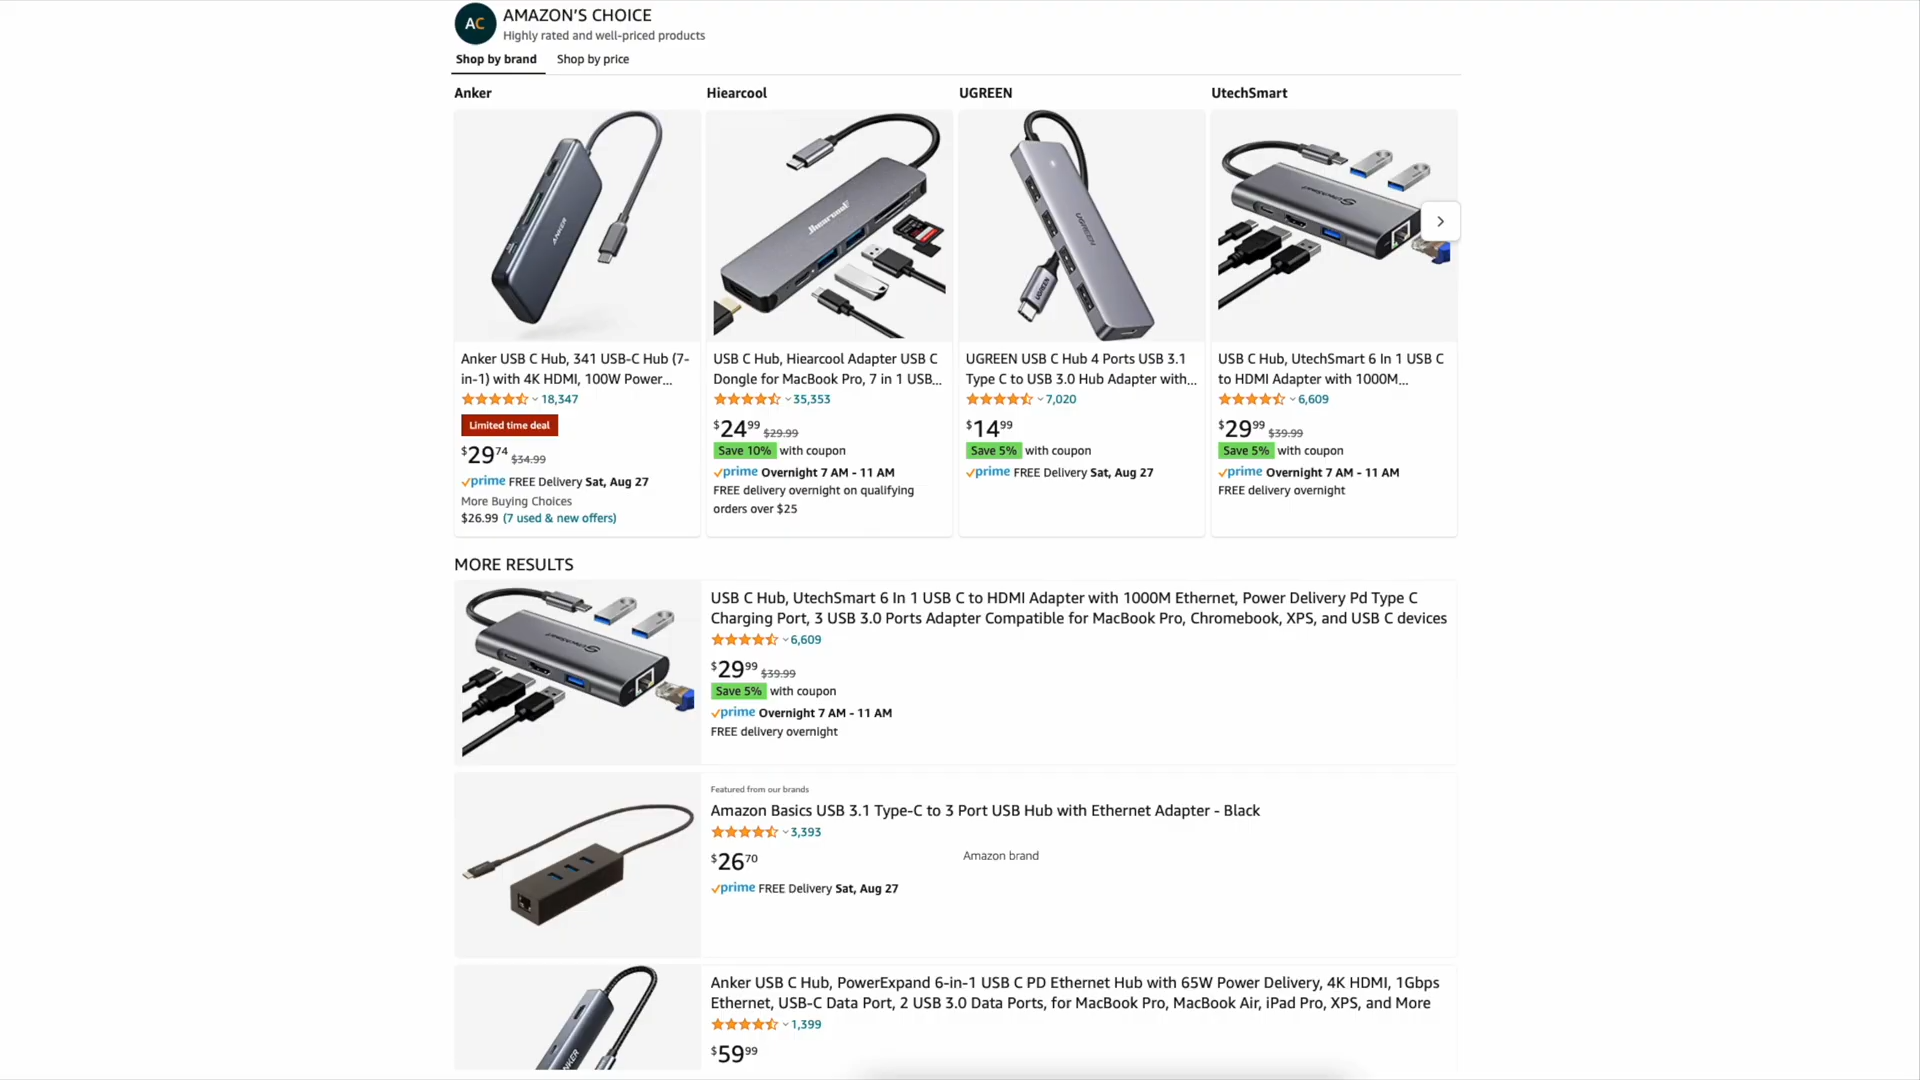 AC
AMAZON'S CHOICE
Highly rated and well-priced products
Shop by brand Shop by price
Anker
Hiearcool
UGREEN
UtechSmart
ANKER
Hiearcool
UGREEN
UGREEN
UtechSmart
Anker USB C Hub, 341 USB-C Hub (7-
in-1) with 4K HDMI, 100W Power...
18,347
Limited time deal
$29.74 $34.99
prime FREE Delivery Sat, Aug 27
More Buying Choices
$26.99 (7 used & new offers)
USB C Hub, Hiearcool Adapter USB C
Dongle for MacBook Pro, 7 in 1 USB...
35,353
$24.99 $29.99
Save 10% with coupon
prime Overnight 7 AM - 11 AM
FREE delivery overnight on qualifying
orders over $25
UGREEN USB C Hub 4 Ports USB 3.1
Type C to USB 3.0 Hub Adapter with...
7,020
$14.99
Save 5% with coupon
prime FREE Delivery Sat, Aug 27
USB C Hub, UtechSmart 6 In 1 USB C
to HDMI Adapter with 1000M...
6,609
$29.99 $39.99
Save 5% with coupon
prime Overnight 7 AM - 11 AM
FREE delivery overnight
MORE RESULTS
UtechSmart
USB C Hub, UtechSmart 6 In 1 USB C to HDMI Adapter with 1000M Ethernet, Power Delivery Pd Type C
Charging Port, 3 USB 3.0 Ports Adapter Compatible for MacBook Pro, Chromebook, XPS, and USB C devices
6,609
$29.99 $39.99
Save 5% with coupon
prime Overnight 7 AM - 11 AM
FREE delivery overnight
Featured from our brands
Amazon Basics USB 3.1 Type-C to 3 Port USB Hub with Ethernet Adapter - Black
3,393
$26.70
Amazon brand
prime FREE Delivery Sat, Aug 27
ANKER
Anker USB C Hub, PowerExpand 6-in-1 USB C PD Ethernet Hub with 65W Power Delivery, 4K HDMI, 1Gbps
Ethernet, USB-C Data Port, 2 USB 3.0 Data Ports, for MacBook Pro, MacBook Air, iPad Pro, XPS, and More
1,399
$59.99